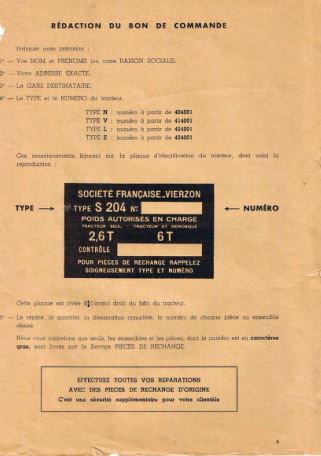 RÉDACTION DU BON DE COMMANDE
Indiquer avec précision :
1° — Vos NOM et PRENOMS (ou votre RAISON SOCIALE).
2° — Votre ADRESSE EXACTE.
3° — La GARE DESTINATAIRE.
4° — Le TYPE et le NUMERO du tracteur.
TYPE N : numéro à partir de 404001
TYPE V : numéro à partir de 414001
TYPE L : numéro à partir de 424001
TYPE E : numéro à partir de 434001
Ces renseignements figurent sur la plaque d'identification du tracteur, dont voici la
reproduction :
SOCIÉTÉ FRANÇAISE-VIERZON
TYPE → TYPE S 204 N° ← NUMÉRO
POIDS AUTORISÉS EN CHARGE
TRACTEUR SEUL TRACTEUR ET REMORQUE
2,6T 6T
CONTRÔLE
POUR PIÈCES DE RECHANGE RAPPELEZ
SOIGNEUSEMENT TYPE ET NUMÉRO
Cette plaque est rivée à l'avant droit du bâti du tracteur.
5° — Le repère, la quantité, la désignation complète, le numéro de chaque pièce ou ensemble
désiré.
Nous vous rappelons que seuls, les ensembles et les pièces, dont le numéro est en caractères
gras, sont livrés par le Service PIECES DE RECHANGE.
EFFECTUEZ TOUTES VOS REPARATIONS
AVEC DES PIECES DE RECHANGE D'ORIGINE
C'est une sécurité supplémentaire pour votre clientèle